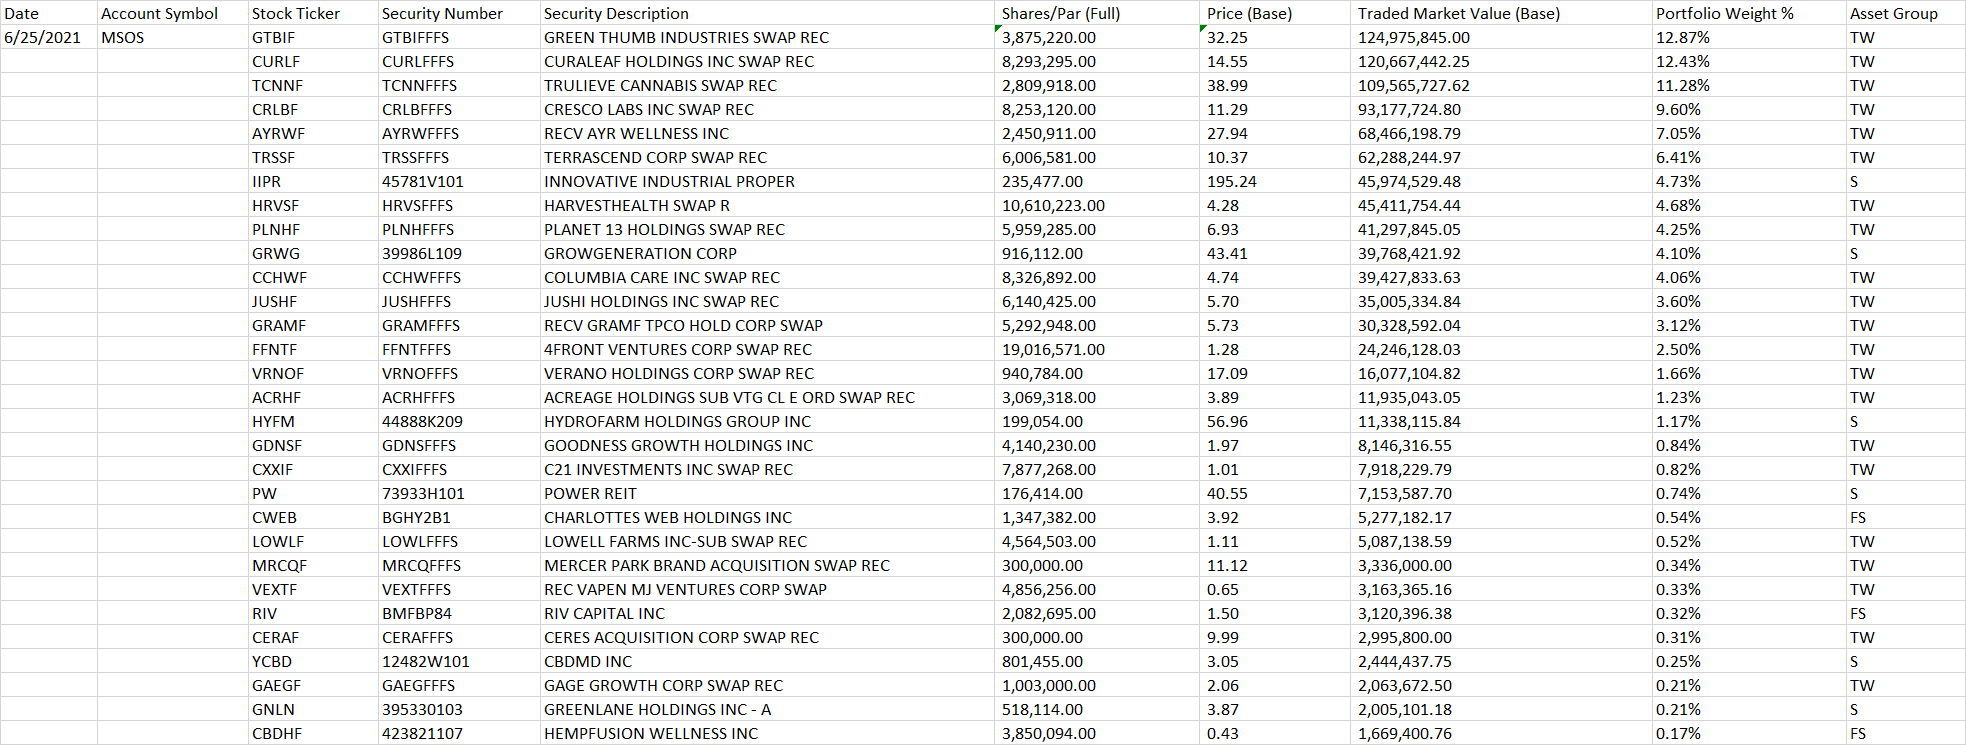 Date Account Symbol Stock Ticker Security Number Security Description Shares/Par (Full) Price (Base) Traded Market Value (Base) Portfolio Weight % Asset Group
6/25/2021 MSOS GTBIF GTBIFFFS GREEN THUMB INDUSTRIES SWAP REC 3,875,220.00 32.25 124,975,845.00 12.87% TW
CURLF CURLFFFS CURALEAF HOLDINGS INC SWAP REC 8,293,295.00 14.55 120,667,442.25 12.43% TW
TCNNF TCNNFFFS TRULIEVE CANNABIS SWAP REC 2,809,918.00 38.99 109,565,727.62 11.28% TW
CRLBF CRLBFFFS CRESCO LABS INC SWAP REC 8,253,120.00 11.29 93,177,724.80 9.60% TW
AYRWF AYRWFFFS RECV AYR WELLNESS INC 2,450,911.00 27.94 68,466,198.79 7.05% TW
TRSSF TRSSFFFS TERRASCEND CORP SWAP REC 6,006,581.00 10.37 62,288,244.97 6.41% TW
IIPR 45781V101 INNOVATIVE INDUSTRIAL PROPER 235,477.00 195.24 45,974,529.48 4.73% S
HRVSF HRVSFFFS HARVESTHEALTH SWAP R 10,610,223.00 4.28 45,411,754.44 4.68% TW
PLNHF PLNHFFFS PLANET 13 HOLDINGS SWAP REC 5,959,285.00 6.93 41,297,845.05 4.25% TW
GRWG 39986L109 GROWGENERATION CORP 916,112.00 43.41 39,768,421.92 4.10% S
CCHWF CCHWFFFS COLUMBIA CARE INC SWAP REC 8,326,892.00 4.74 39,427,833.63 4.06% TW
JUSHF JUSHFFFS JUSHI HOLDINGS INC SWAP REC 6,140,425.00 5.70 35,005,334.84 3.60% TW
GRAMF GRAMFFFS RECV GRAMF TPCO HOLD CORP SWAP 5,292,948.00 5.73 30,328,592.04 3.12% TW
FFNTF FFNTFFFS 4FRONT VENTURES CORP SWAP REC 19,016,571.00 1.28 24,246,128.03 2.50% TW
VRNOF VRNOFFFS VERANO HOLDINGS CORP SWAP REC 940,784.00 17.09 16,077,104.82 1.66% TW
ACRHF ACRHFFFS ACREAGE HOLDINGS SUB VTG CL E ORD SWAP REC 3,069,318.00 3.89 11,935,043.05 1.23% TW
HYFM 44888K209 HYDROFARM HOLDINGS GROUP INC 199,054.00 56.96 11,338,115.84 1.17% S
GDNSF GDNSFFFS GOODNESS GROWTH HOLDINGS INC 4,140,230.00 1.97 8,146,316.55 0.84% TW
CXXIF CXXIFFFS C21 INVESTMENTS INC SWAP REC 7,877,268.00 1.01 7,918,229.79 0.82% TW
PW 73933H101 POWER REIT 176,414.00 40.55 7,153,587.70 0.74% S
CWEB BGHY2B1 CHARLOTTES WEB HOLDINGS INC 1,347,382.00 3.92 5,277,182.17 0.54% FS
LOWLF LOWLFFFS LOWELL FARMS INC-SUB SWAP REC 4,564,503.00 1.11 5,087,138.59 0.52% TW
MRCQF MRCQFFFS MERCER PARK BRAND ACQUISITION SWAP REC 300,000.00 11.12 3,336,000.00 0.34% TW
VEXTF VEXTFFFS REC VAPEN MJ VENTURES CORP SWAP 4,856,256.00 0.65 3,163,365.16 0.33% TW
RIV BMFBP84 RIV CAPITAL INC 2,082,695.00 1.50 3,120,396.38 0.32% FS
CERAF CERAFFFS CERES ACQUISITION CORP SWAP REC 300,000.00 9.99 2,995,800.00 0.31% TW
YCBD 12482W101 CBDMD INC 801,455.00 3.05 2,444,437.75 0.25% S
GAEGF GAEGFFFS GAGE GROWTH CORP SWAP REC 1,003,000.00 2.06 2,063,672.50 0.21% TW
GNLN 395330103 GREENLANE HOLDINGS INC - A 518,114.00 3.87 2,005,101.18 0.21% S
CBDHF 423821107 HEMPFUSION WELLNESS INC 3,850,094.00 0.43 1,669,400.76 0.17% FS